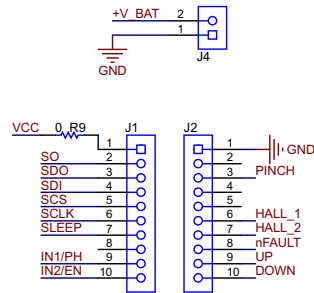 +V_BAT 2
1
GND J4
VCC 0 R9 J1 J2
1 1 GND
SO 2 2
SDO 3 3 PINCH
SDI 4 4
SCS 5 5
SCLK 6 6 HALL_1
SLEEP 7 7 HALL_2
8 8 nFAULT
IN1/PH 9 9 UP
IN2/EN 10 10 DOWN